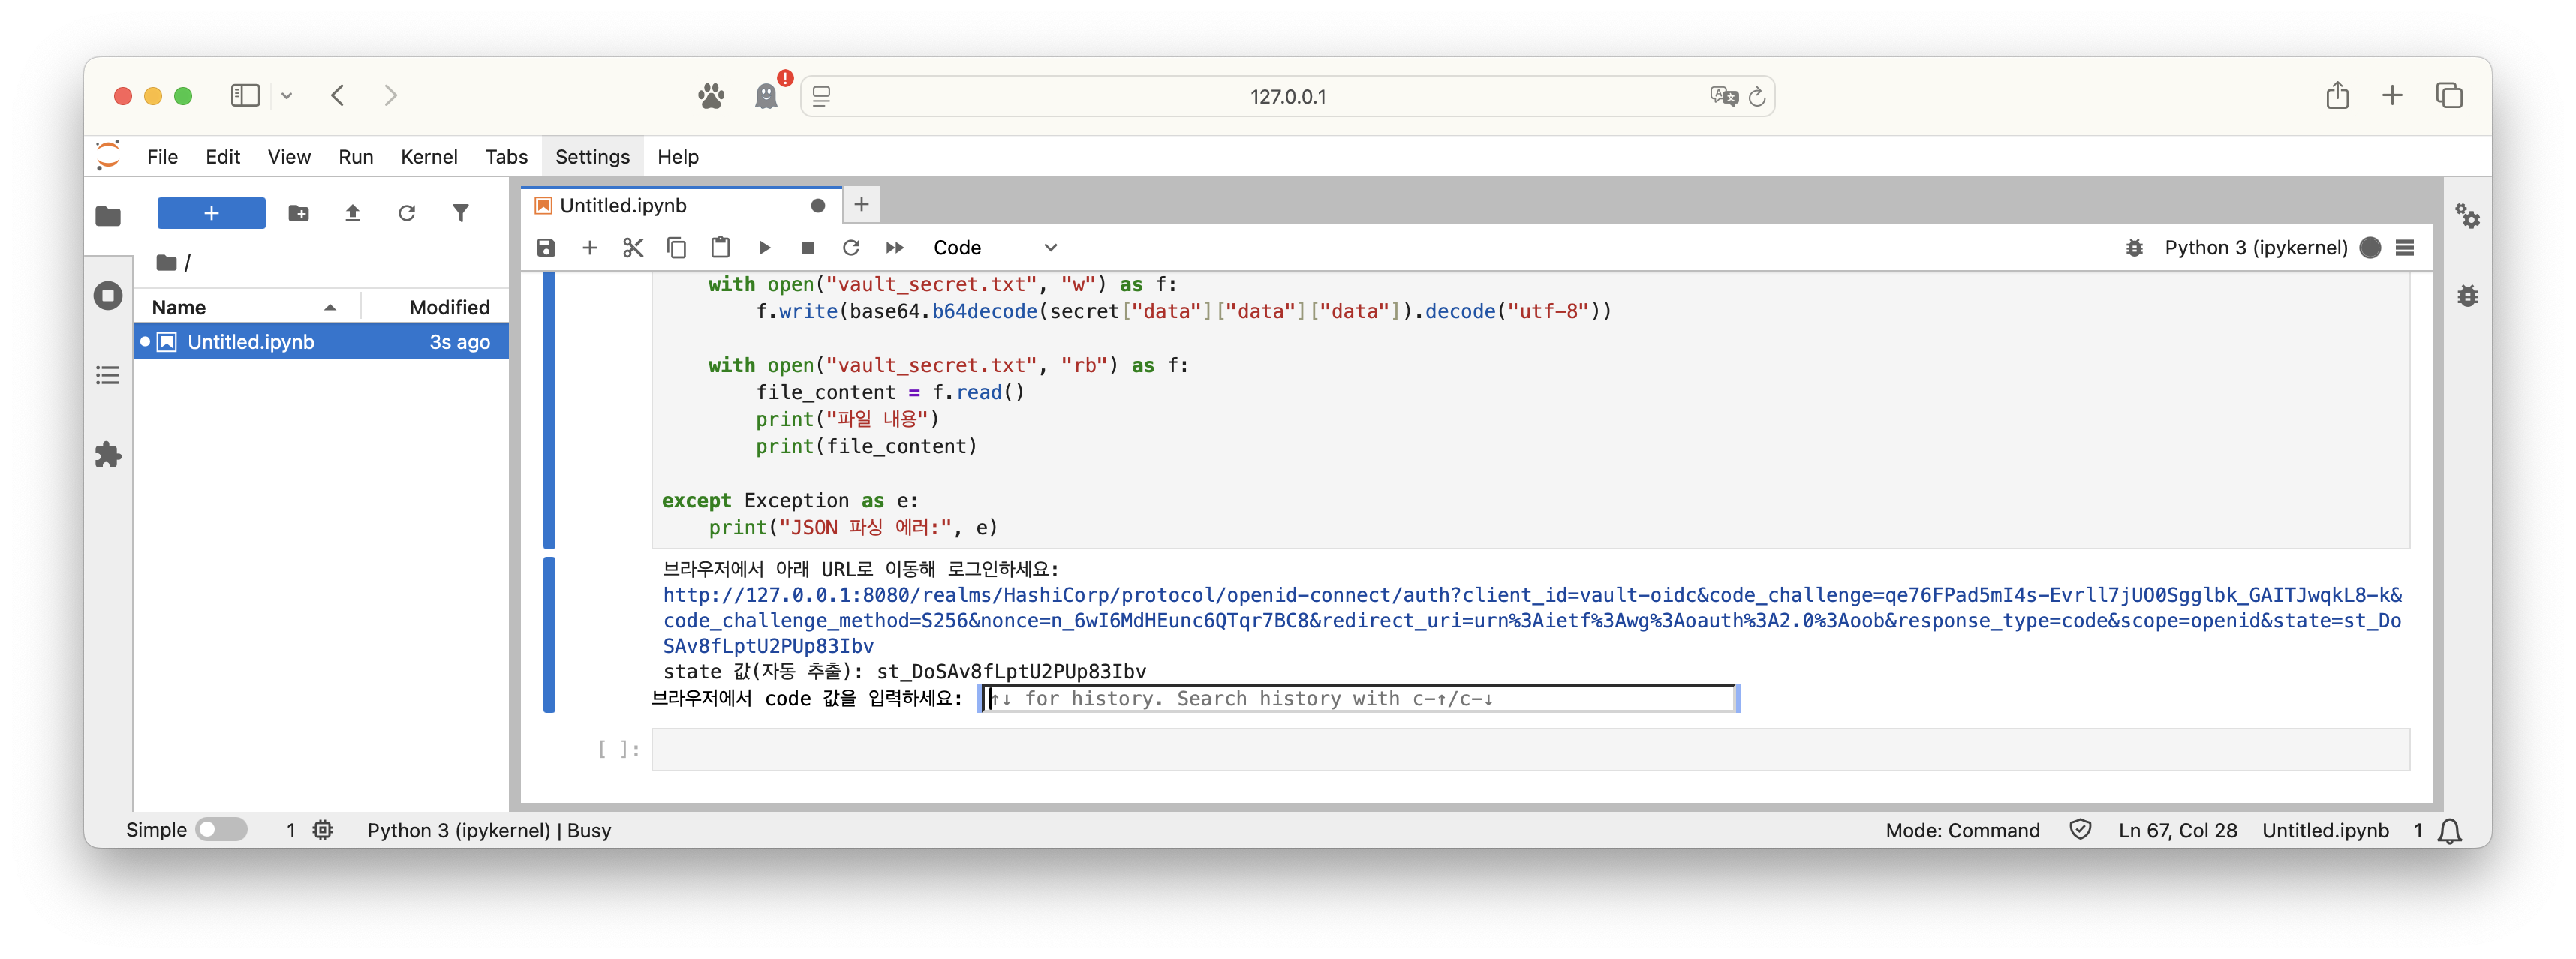 127.0.0.1
File Edit View Run Kernel Tabs Settings Help
Untitled.ipynb
Code
Python 3 (ipykernel)
/
Name Modified
Untitled.ipynb 3s ago
with open("vault_secret.txt", "w") as f:
f.write(base64.b64decode(secret["data"]["data"]["data"]).decode("utf-8"))
with open("vault_secret.txt", "rb") as f:
file_content = f.read()
print("파일 내용")
print(file_content)
except Exception as e:
print("JSON 파싱 에러:", e)
브라우저에서 아래 URL로 이동해 로그인하세요:
http://127.0.0.1:8080/realms/HashiCorp/protocol/openid-connect/auth?client_id=vault-oidc&code_challenge=qe76FPad5mI4s-Evrll7jUO0Sgglbk_GAITJwqkL8-k&
code_challenge_method=S256&nonce=n_6wI6MdHEunc6QTqr7BC8&redirect_uri=urn%3Aietf%3Awg%3Aoauth%3A2.0%3Aoob&response_type=code&scope=openid&state=st_Do
SAv8fLptU2PUp83Ibv
state 값(자동 추출): st_DoSAv8fLptU2PUp83Ibv
브라우저에서 code 값을 입력하세요: ↑↓ for history. Search history with c-↑/c-↓
[ ]:
Simple 1 Python 3 (ipykernel) | Busy Mode: Command Ln 67, Col 28 Untitled.ipynb 1